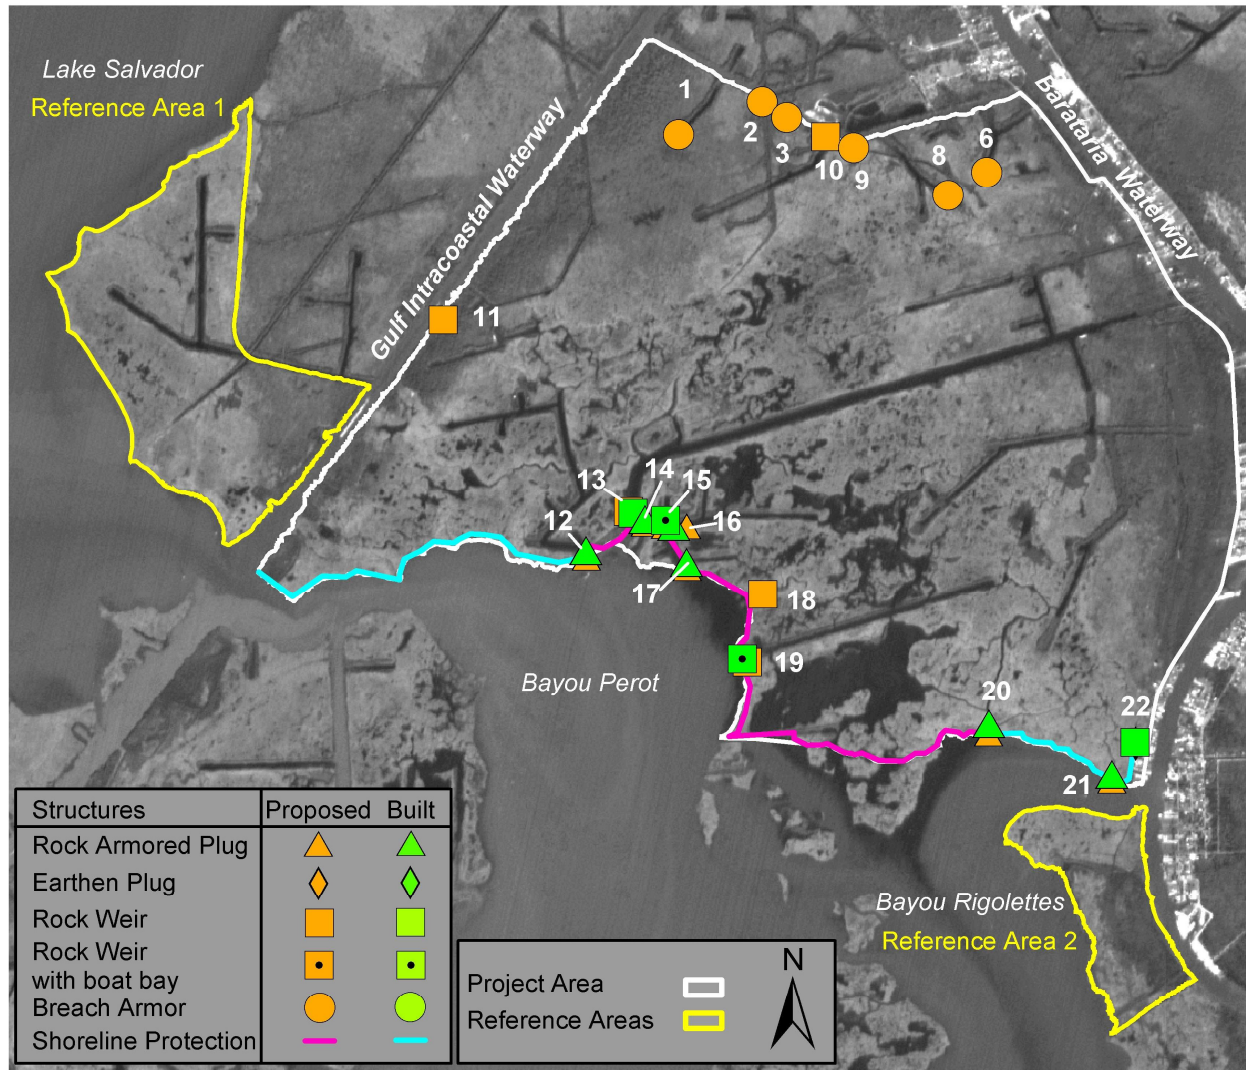 Lake Salvador
Reference Area 1
Gulf Intracoastal Waterway
Barataria Waterway
1
2
3
10
9
8
6
11
13
14
15
12
16
17
18
19
20
22
21
Bayou Perot
Bayou Rigolettes
Reference Area 2
Structures Proposed Built
Rock Armored Plug
Earthen Plug
Rock Weir
Rock Weir
with boat bay
Breach Armor
Shoreline Protection
Project Area
Reference Areas
N